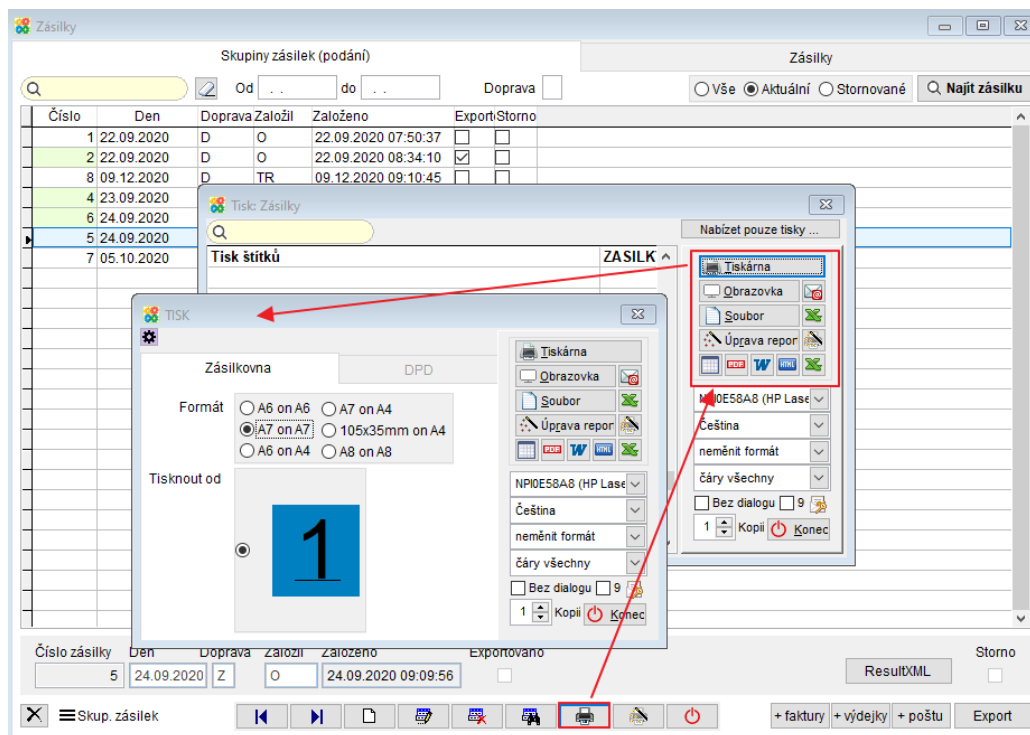 Zásilky
Skupiny zásilek (podání)
Zásilky
Od . . do . . Doprava
Vše Aktuální Stornované Najít zásilku
Číslo Den Doprava Založil Založeno Export Storno
1 22.09.2020 D O 22.09.2020 07:50:37
2 22.09.2020 D O 22.09.2020 08:34:10
8 09.12.2020 D TR 09.12.2020 09:10:45
4 23.09.2020
6 24.09.2020
5 24.09.2020
7 05.10.2020
Tisk: Zásilky
Nabízet pouze tisky ...
Tisk štítků ZASILK
Tiskárna
Obrazovka
Soubor
Úprava repor
PDF W HTML
(HP Lase
Čeština
neměnit formát
čáry všechny
Bez dialogu 9
1 Kopií Konec
TISK
Zásilkovna
DPD
Formát
A6 on A6 A7 on A4
A7 on A7 105x35mm on A4
A6 on A4 A8 on A8
Tisknout od
1
Tiskárna
Obrazovka
Soubor
Úprava repor
PDF W HTML
NPI0E58A8 (HP Lase
Čeština
neměnit formát
čáry všechny
Bez dialogu 9
1 Kopií Konec
Číslo zásilky Den Doprava Založil Založeno Exportováno Storno
5 24.09.2020 Z O 24.09.2020 09:09:56 ResultXML
Skup. zásilek
+ faktury + výdejky + poštu Export